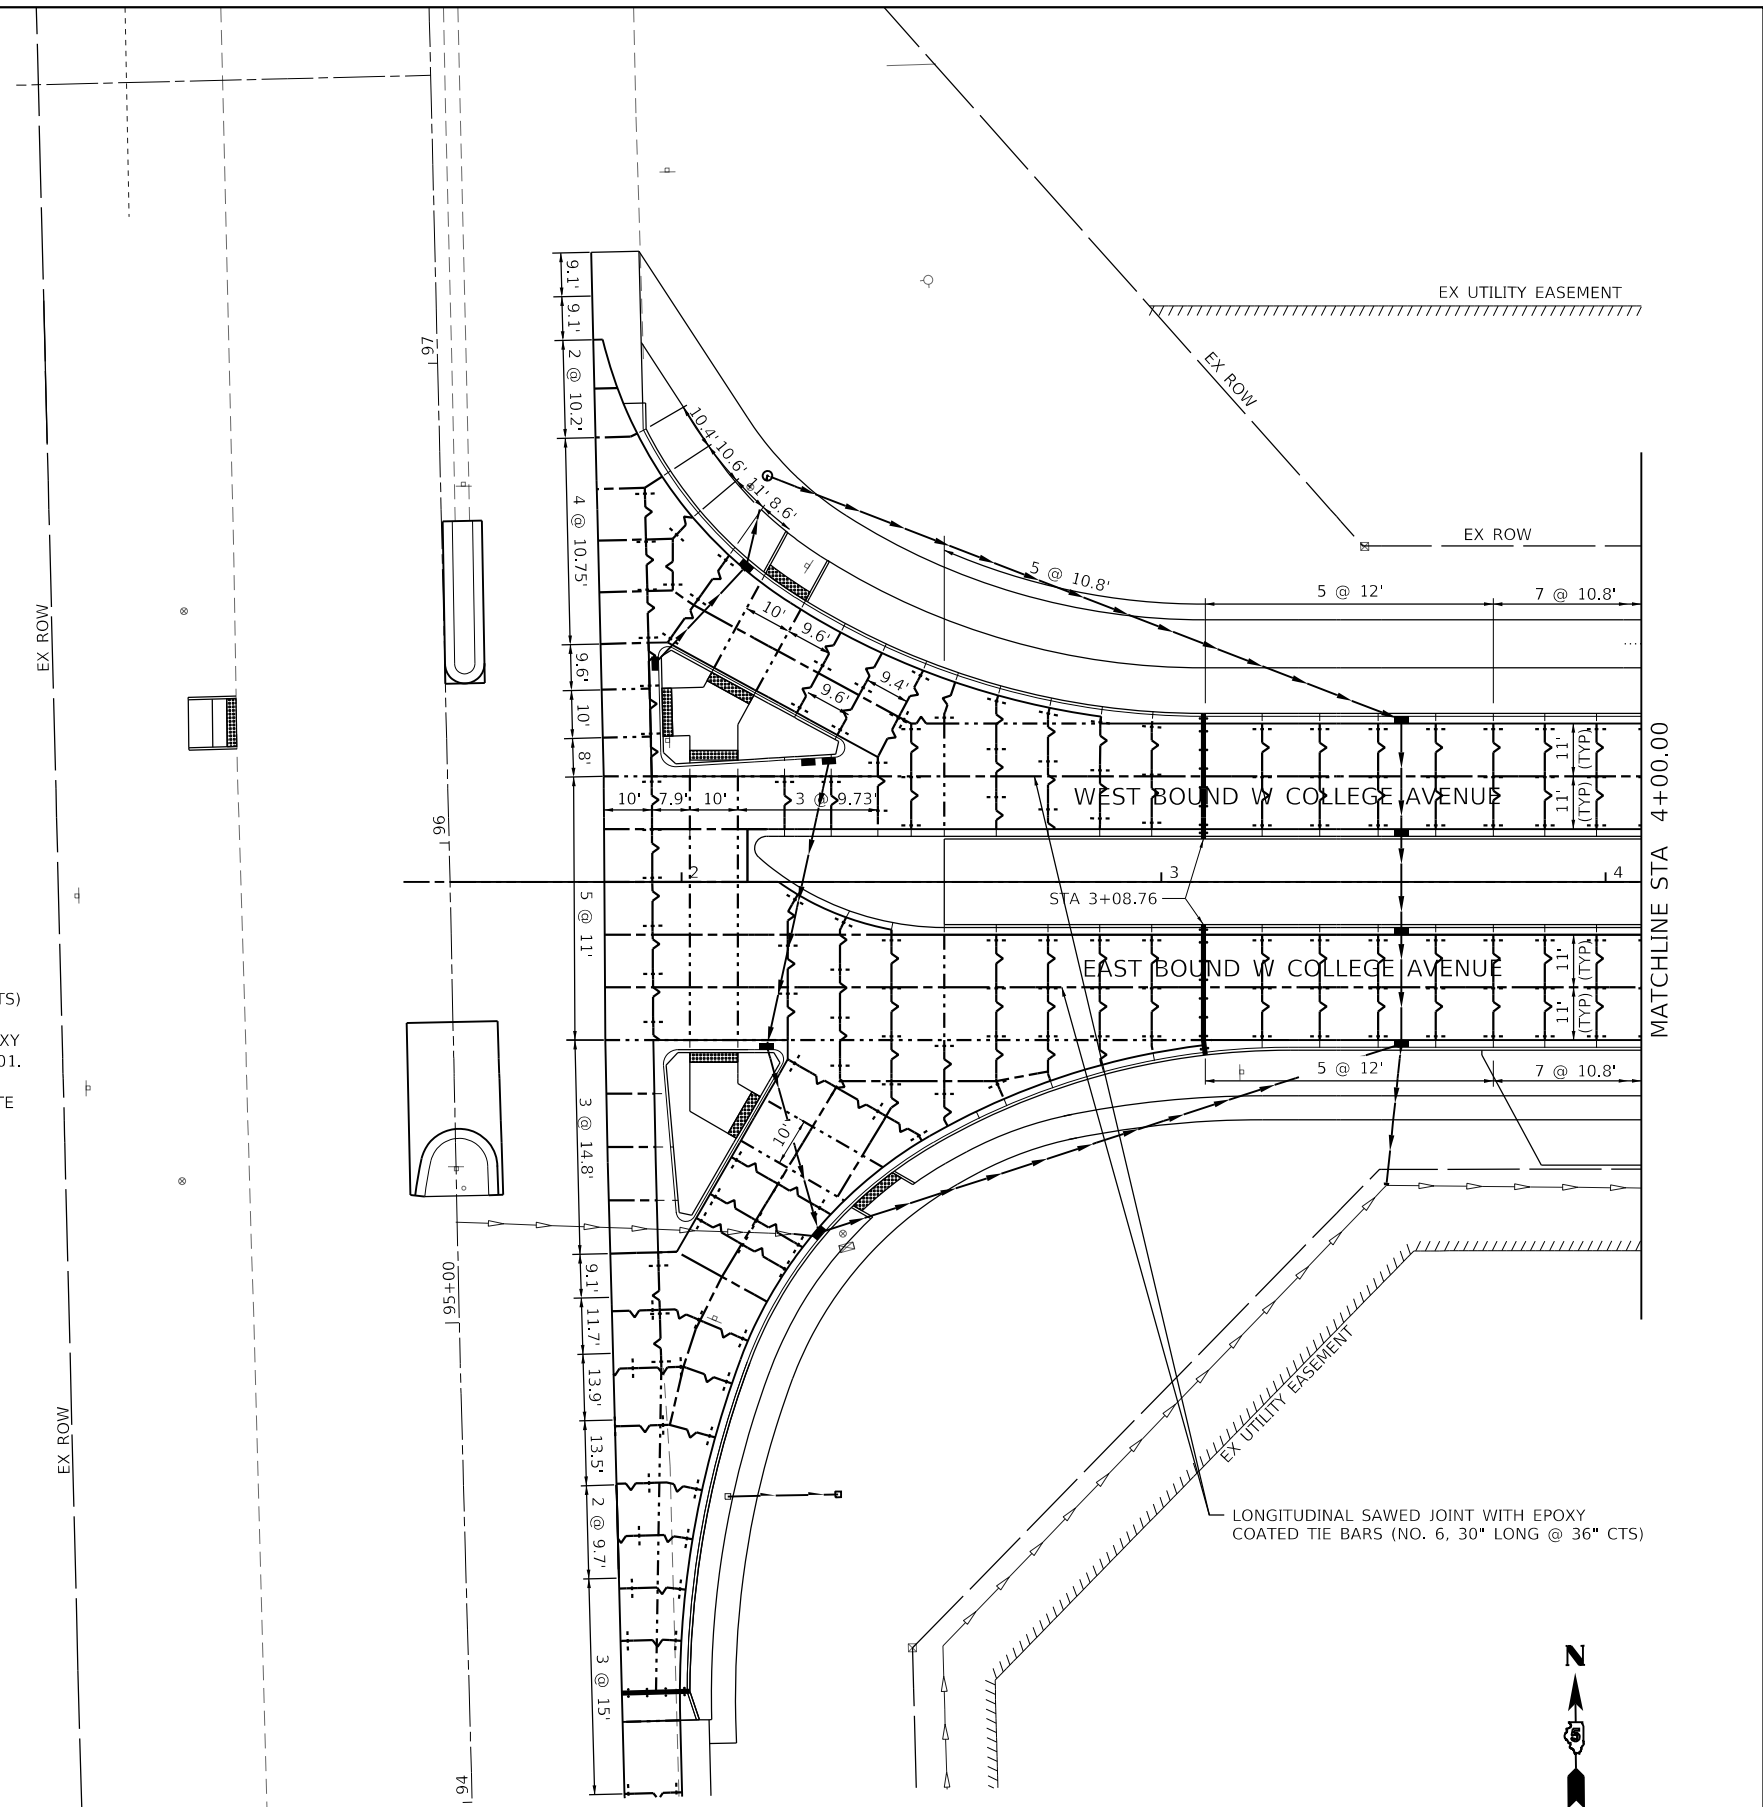 EX UTILITY EASEMENT
97
9.1'
9.1'
2 @ 10.2'
EX ROW
10.4'
10.6'
11'
8.6'
EX ROW
4 @ 10.75'
5 @ 10.8'
5 @ 12'
7 @ 10.8'
EX ROW
10'
9.6'
9.6'
9.4'
9.6'
10'
8'
11'
(TYP)
11'
(TYP)
10'
7.9'
10'
3 @ 9.73'
WEST BOUND W COLLEGE AVENUE
MATCHLINE STA 4+00.00
96
2
3
4
STA 3+08.76
5 @ 11'
EAST BOUND W COLLEGE AVENUE
11'
(TYP)
11'
(TYP)
TS)
XY
01.
TE
5 @ 12'
7 @ 10.8'
3 @ 14.8'
10'
95+00
9.1'
11.7'
13.9'
13.5'
2 @ 9.7'
3 @ 15'
EX ROW
EX UTILITY EASEMENT
LONGITUDINAL SAWED JOINT WITH EPOXY
COATED TIE BARS (NO. 6, 30" LONG @ 36" CTS)
94
N
5